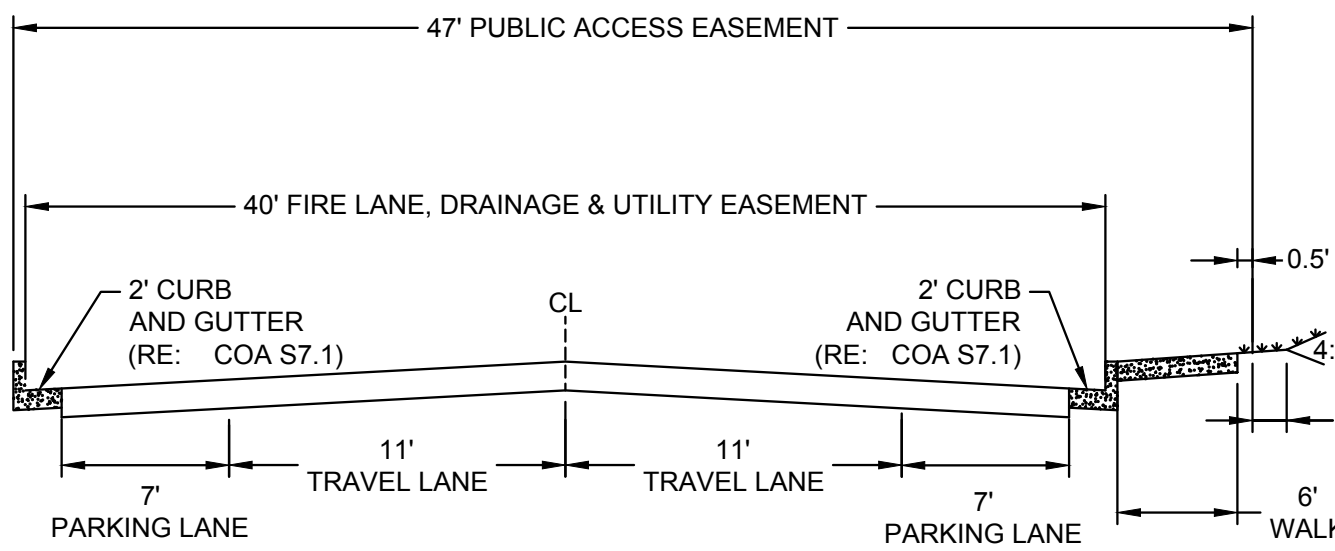 47' PUBLIC ACCESS EASEMENT
40' FIRE LANE, DRAINAGE & UTILITY EASEMENT
0.5'
2' CURB
AND GUTTER
(RE: COA S7.1)
CL
2' CURB
AND GUTTER
(RE: COA S7.1)
4:
7'
PARKING LANE
11'
TRAVEL LANE
11'
TRAVEL LANE
7'
PARKING LANE
6'
WALK